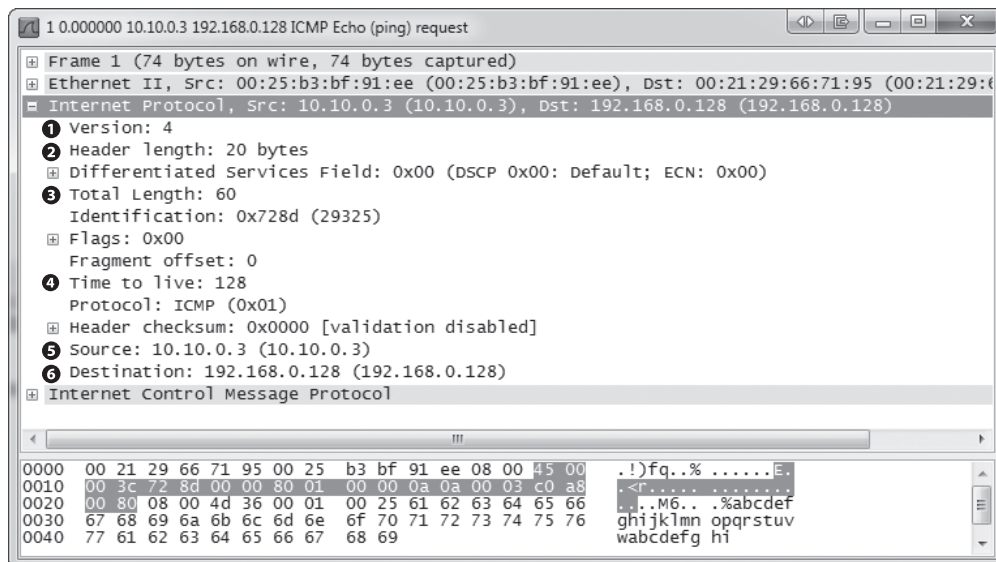 1 0.000000 10.10.0.3 192.168.0.128 ICMP Echo (ping) request
Frame 1 (74 bytes on wire, 74 bytes captured)
Ethernet II, Src: 00:25:b3:bf:91:ee (00:25:b3:bf:91:ee), Dst: 00:21:29:66:71:95 (00:21:29:6
Internet Protocol, Src: 10.10.0.3 (10.10.0.3), Dst: 192.168.0.128 (192.168.0.128)
❶ Version: 4
❷ Header length: 20 bytes
Differentiated Services Field: 0x00 (DSCP 0x00: Default; ECN: 0x00)
❸ Total Length: 60
Identification: 0x728d (29325)
Flags: 0x00
Fragment offset: 0
❹ Time to live: 128
Protocol: ICMP (0x01)
Header checksum: 0x0000 [validation disabled]
❺ Source: 10.10.0.3 (10.10.0.3)
❻ Destination: 192.168.0.128 (192.168.0.128)
Internet Control Message Protocol
0000 00 21 29 66 71 95 00 25 b3 bf 91 ee 08 00 45 00 .!)fq..% ......E.
0010 00 3c 72 8d 00 00 80 01 00 00 0a 0a 00 03 c0 a8 .<r..... ........
0020 00 80 08 00 4d 36 00 01 00 25 61 62 63 64 65 66 ....M6.. .%abcdef
0030 67 68 69 6a 6b 6c 6d 6e 6f 70 71 72 73 74 75 76 ghijklmn opqrstuv
0040 77 61 62 63 64 65 66 67 68 69 wabcdefg hi